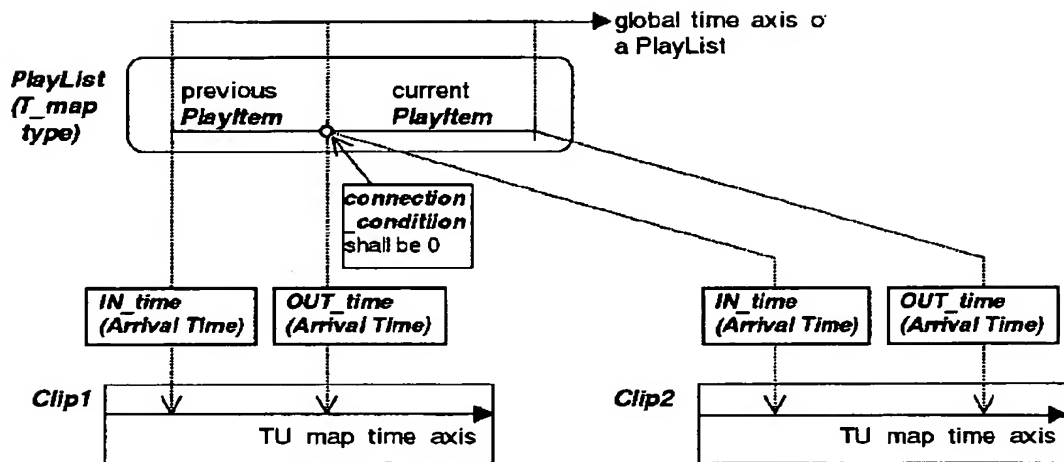 global time axis o
a PlayList
PlayList
(T_map
type)
previous
PlayItem
current
PlayItem
connection
_condition
shall be 0
IN_time
(Arrival Time)
OUT_time
(Arrival Time)
IN_time
(Arrival Time)
OUT_time
(Arrival Time)
Clip1
TU map time axis
Clip2
TU map time axis